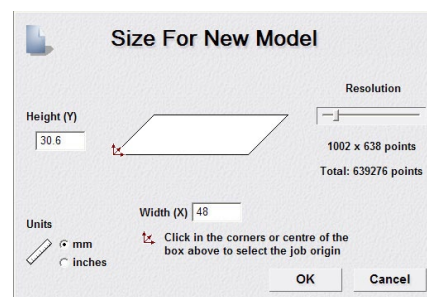 Size For New Model
Resolution
Height (Y)
30.6
1002 x 638 points
Total: 639276 points
Width (X) 48
Units
mm
inches
Click in the corners or centre of the
box above to select the job origin
OK
Cancel